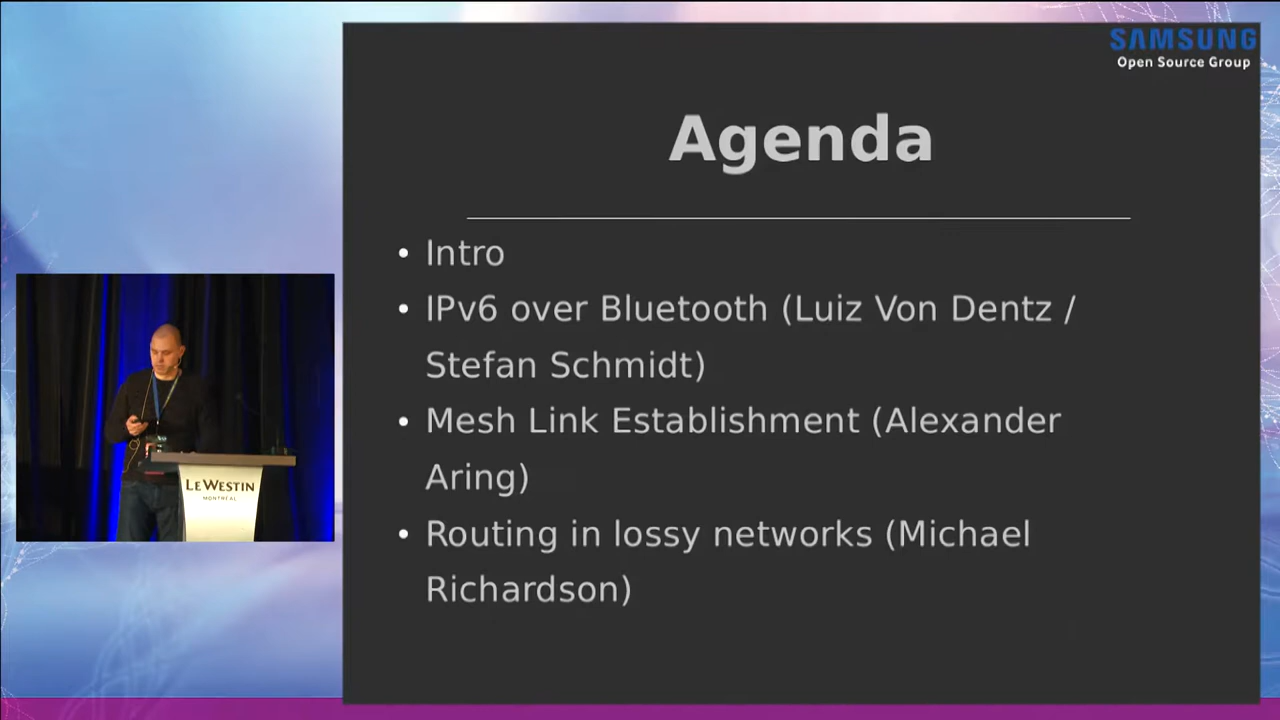 SAMSUNG
Open Source Group
Agenda
• Intro
• IPv6 over Bluetooth (Luiz Von Dentz /
Stefan Schmidt)
• Mesh Link Establishment (Alexander
Aring)
• Routing in lossy networks (Michael
Richardson)
LE WESTIN
MONTRÉAL